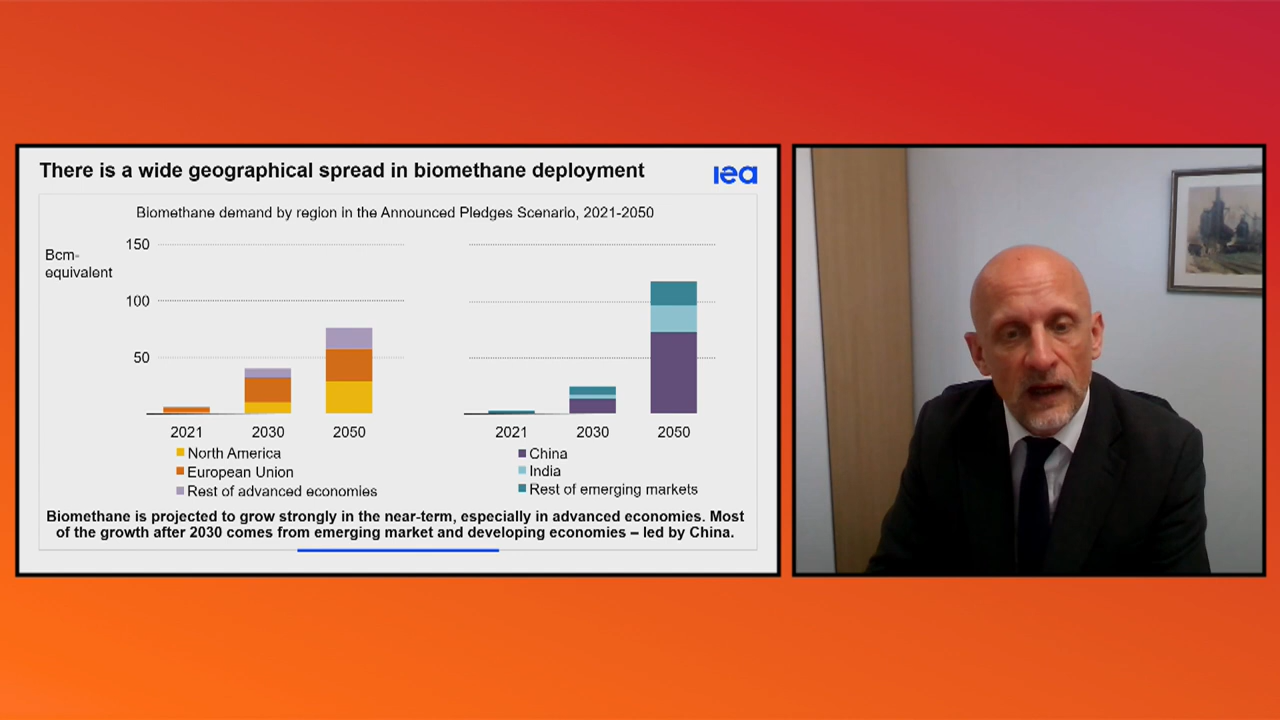 There is a wide geographical spread in biomethane deployment
iea
Biomethane demand by region in the Announced Pledges Scenario, 2021-2050
Bcm-
equivalent
150
100
50
2021
2030
2050
North America
European Union
Rest of advanced economies
2021
2030
2050
China
India
Rest of emerging markets
Biomethane is projected to grow strongly in the near-term, especially in advanced economies. Most
of the growth after 2030 comes from emerging market and developing economies – led by China.